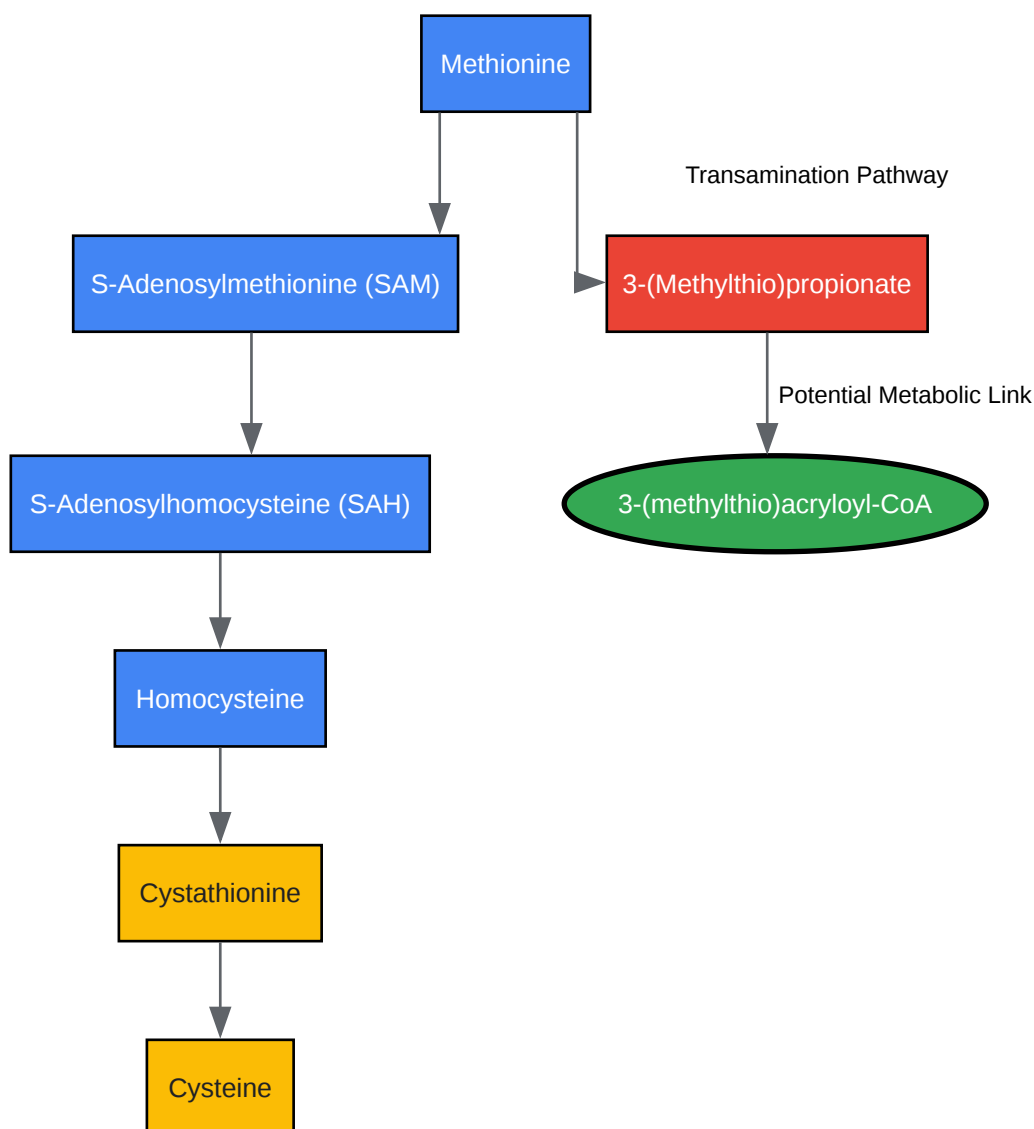 Methionine
Transamination Pathway
S-Adenosylmethionine (SAM)
3-(Methylthio)propionate
Potential Metabolic Link
S-Adenosylhomocysteine (SAH)
3-(methylthio)acryloyl-CoA
Homocysteine
Cystathionine
Cysteine